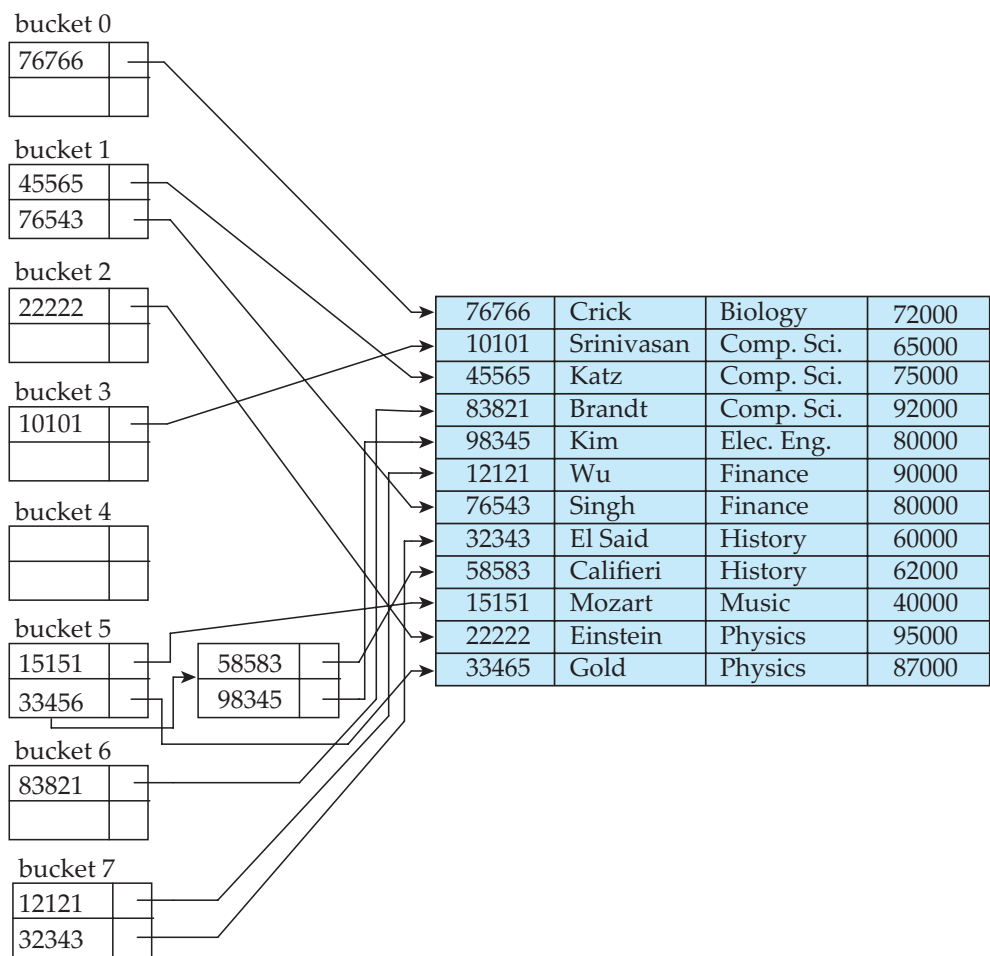 bucket 0
76766
bucket 1
45565
76543
bucket 2
22222
bucket 3
10101
bucket 4
bucket 5
15151
33456
58583
98345
bucket 6
83821
bucket 7
12121
32343
76766 Crick Biology 72000
10101 Srinivasan Comp. Sci. 65000
45565 Katz Comp. Sci. 75000
83821 Brandt Comp. Sci. 92000
98345 Kim Elec. Eng. 80000
12121 Wu Finance 90000
76543 Singh Finance 80000
32343 El Said History 60000
58583 Califieri History 62000
15151 Mozart Music 40000
22222 Einstein Physics 95000
33465 Gold Physics 87000